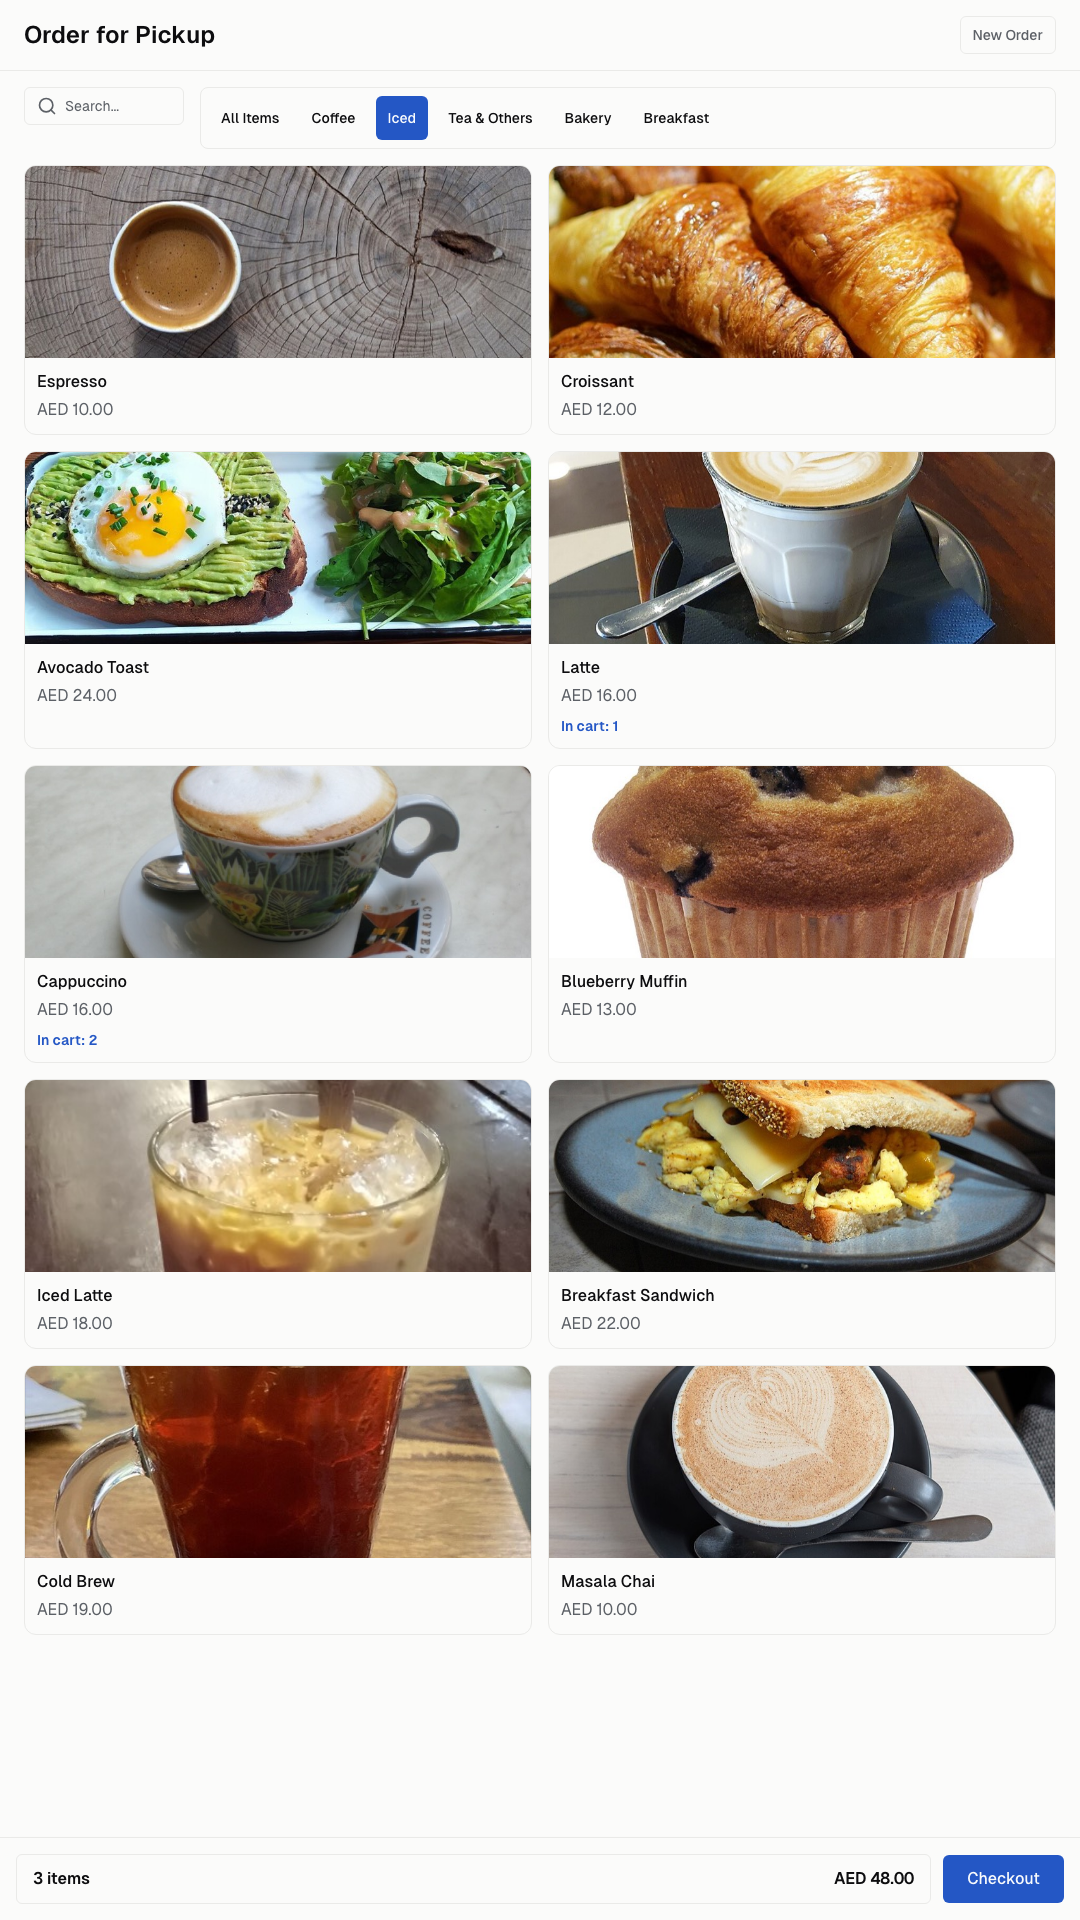 Order for Pickup
New Order
Search...
All Items
Coffee
Iced
Tea & Others
Bakery
Breakfast
Espresso
AED 10.00
Croissant
AED 12.00
Avocado Toast
AED 24.00
Latte
AED 16.00
In cart: 1
COFFEE
Cappuccino
AED 16.00
In cart: 2
Blueberry Muffin
AED 13.00
Iced Latte
AED 18.00
Breakfast Sandwich
AED 22.00
Cold Brew
AED 19.00
Masala Chai
AED 10.00
3 items
AED 48.00
Checkout